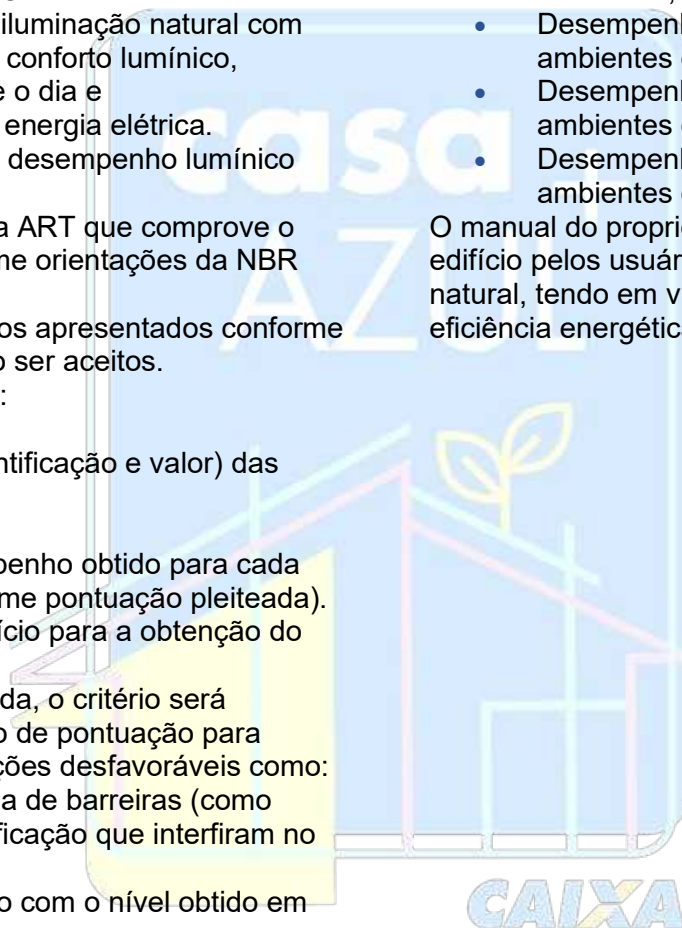 iluminação natural com
conforto lumínico,
e o dia e
energia elétrica.
desempenho lumínico
a ART que comprove o
me orientações da NBR
os apresentados conforme
o ser aceitos.
:
ntificação e valor) das
penho obtido para cada
me pontuação pleiteada).
ício para a obtenção do
da, o critério será
o de pontuação para
ções desfavoráveis como:
a de barreiras (como
ficação que interfiram no
o com o nível obtido em
• Desempenh
ambientes
• Desempenh
ambientes
• Desempenh
ambientes
O manual do proprie
edifício pelos usuár
natural, tendo em v
eficiência energétic
casa
AZUL +
CAIXA